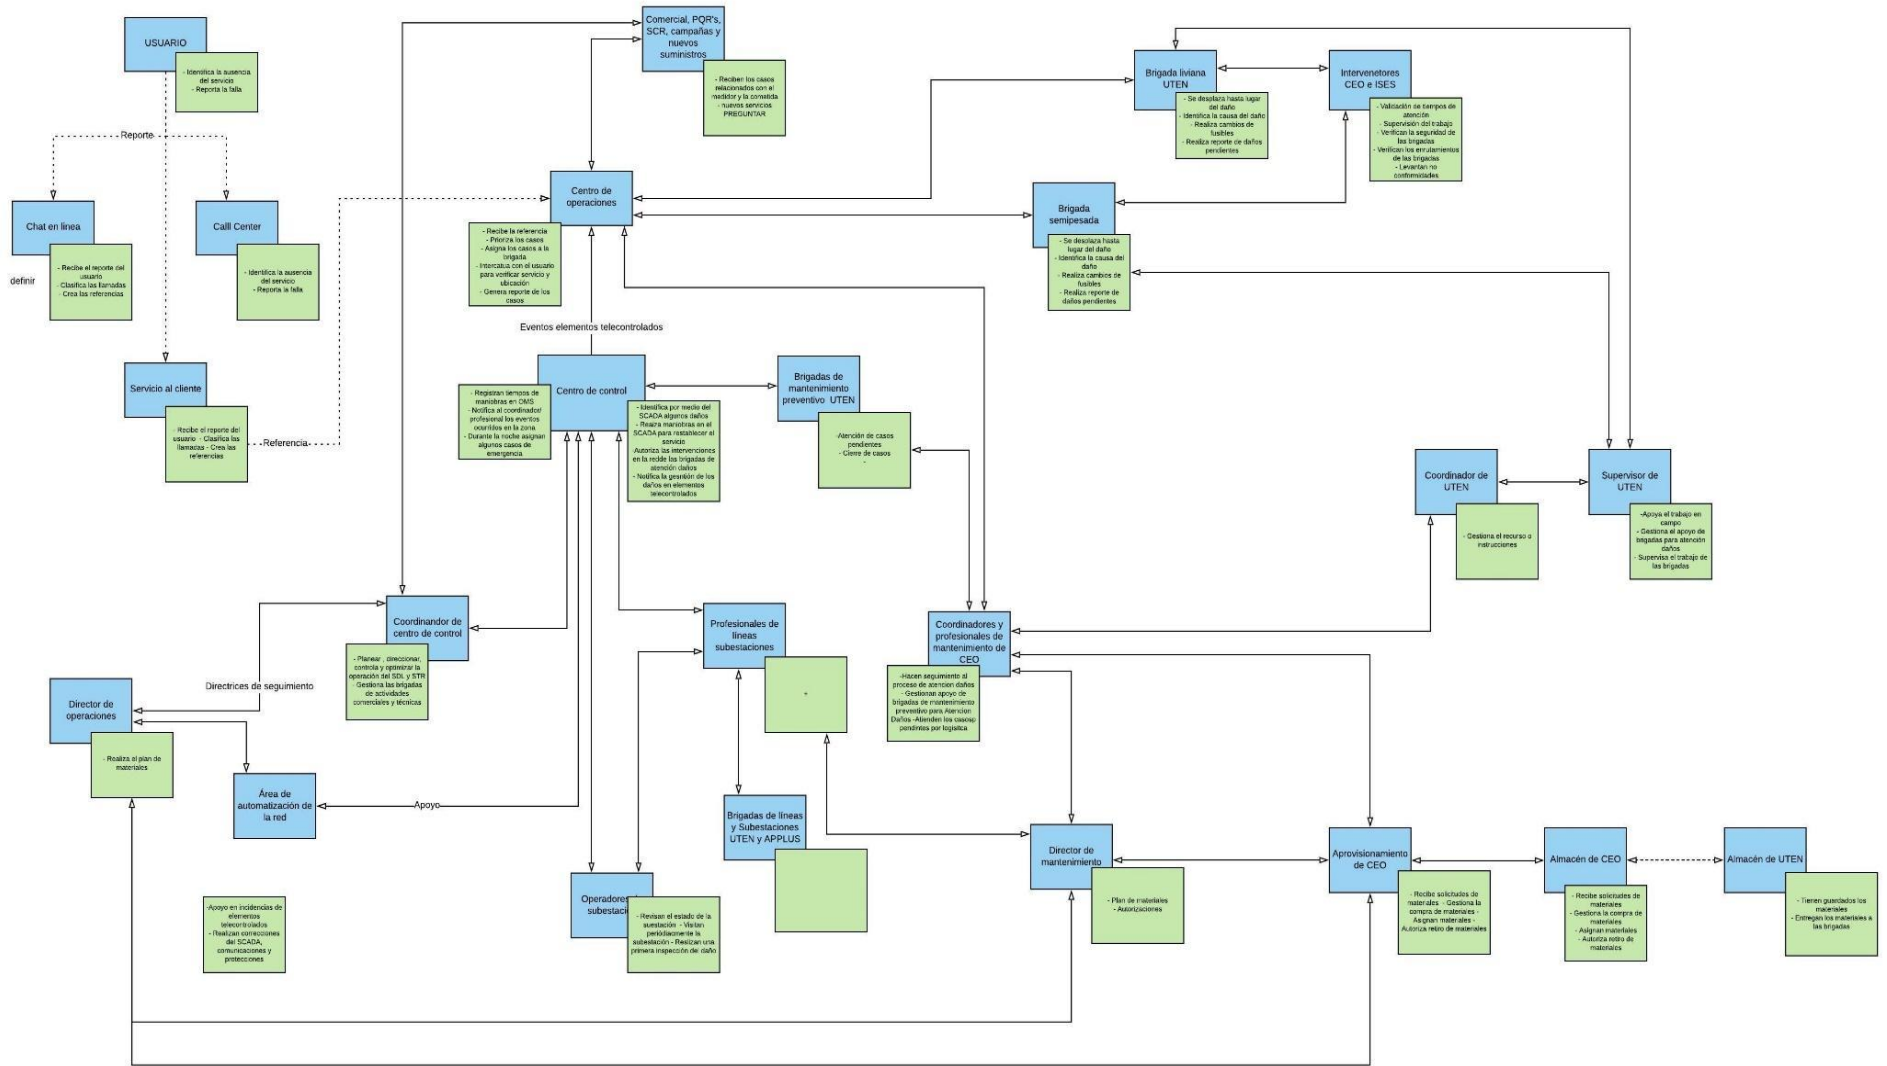 USUARIO
- Identifica la ausencia
del servicio
- Reporta la falla
Reporte
Chat en linea
- Recibe el reporte del
usuario
- Clasifica las llamadas
- Crea las referencias
definir
Calll Center
- Identifica la ausencia
del servicio
- Reporta la falla
Servicio al cliente
- Recibe el reporte del
usuario - Clasifica las
llamadas - Crea las
referencias
Referencia
Comercial, PQR's,
SCR, campañas y
nuevos
suministros
- Reciben los casos
relacionados con el
medidor y la cometida
- nuevos servicios
PREGUNTAR
Centro de
operaciones
- Recibe la referencia
- Prioriza los casos
- Asigna los casos a la
brigada
- Intercatua con el usuario
para verificar servicio y
ubicación
- Genera reporte de los
casos
Eventos elementos telecontrolados
Centro de control
- Registran tiempos de
maniobras en OMS
- Notifica al coordinador/
profesional los eventos
ocurridos en la zona
- Durante la noche asignan
algunos casos de
emergencia
- Identifica por medio del
SCADA algunos daños
- Reaiza maniobras en el
SCADA para restablecer el
servicio
-Autoriza las intervenciones
en la redde las brigadas de
atención daños
- Notifica la gesntión de los
daños en elementos
telecontrolados
Brigadas de
mantenimiento
preventivo UTEN
-Atención de casos
pendientes
- Cierre de casos
-
Brigada liviana
UTEN
- Se desplaza hasta lugar
del daño
- Identifica la causa del daño
- Realiza cambios de
fusibles
- Realiza reporte de daños
pendientes
Intervenetores
CEO e ISES
- Validación se tiempos de
atención
- Supervisión del trabajo
- Verifican la seguridad de
las brigadas
- Verifican los enrutamientos
de las brigadas
- Levantan no
conformidades
Brigada
semipesada
- Se desplaza hasta
lugar del daño
- Identifica la causa del
daño
- Realiza cambios de
fusibles
- Realiza reporte de
daños pendientes
Coordinador de
UTEN
- Gestiona el recurso o
instrucciones
Supervisor de
UTEN
-Apoya el trabajo en
campo
- Gestiona el apoyo de
brigadas para atención
daños
- Supervisa el trabajo de
las brigadas
Coordinandor de
centro de control
- Planear , direccionar,
controla y optimizar la
operación del SDL y STR
- Gestiona las brigadas
de actividades
comerciales y técnicas
Directrices de seguimiento
Director de
operaciones
- Realiza el plan de
materiales
Área de
automatización de
la red
Apoyo
-Apoyo en incidencias de
elementos
telecontrolados
- Realizan correcciones
del SCADA,
comunicaciones y
protecciones
Profesionales de
líneas
subestaciones
+
Brigadas de líneas
y Subestaciones
UTEN y APPLUS
Operadores
subestaci
- Revisan el estado de la
suestación - Visitan
periódiaomente la
subestación - Reslizan una
primera inspección del daño
Coordinadores y
profesionales de
mantenimiento de
CEO
-Hacen seguimiento al
proceso de atencion daños
- Gestionan apoyo de
brigadas de mantenimiento
preventivo para Atencion
Daños -Atienden los casosp
pendintes por logisitca
Director de
mantenimiento
- Plan de materiales
- Autorizaciones
Aprovisionamiento
de CEO
- Recibe solicitudes de
materiales - Gestiona la
compra de materiales -
Asignan materiales -
Autoriza retiro de materiales
Almacén de CEO
- Recibe solicitudes de
materiales
- Gestiona la compra de
materiales
- Asignan materiales
- Autoriza retiro de
materiales
Almacén de UTEN
- Tienen guardados los
materiales
- Entregan los materiales a
las brigadas